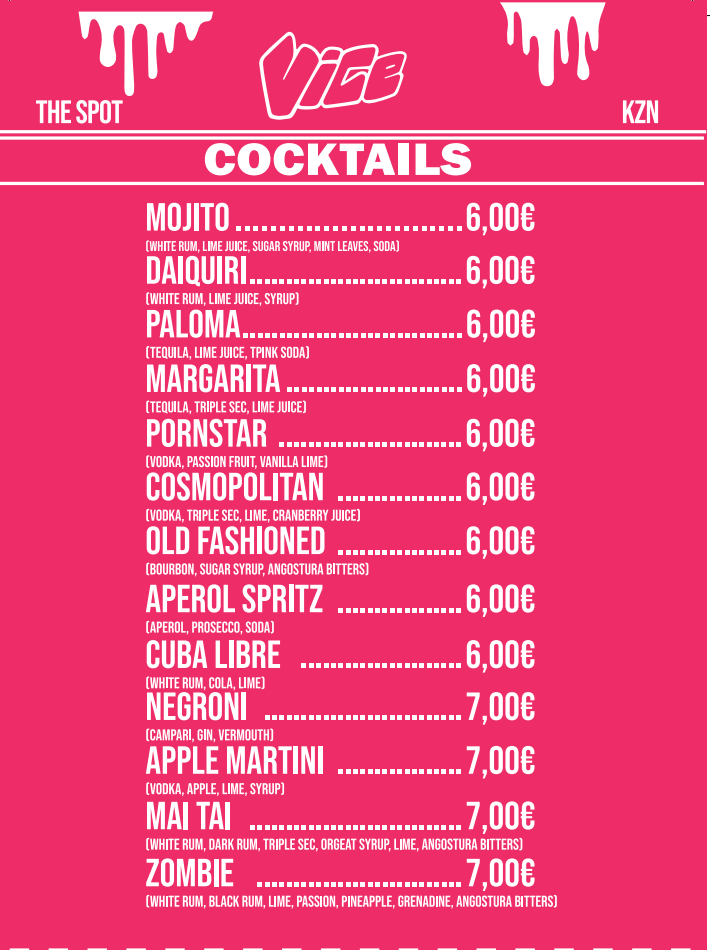 Vice
THE SPOT
KZN
COCKTAILS
MOJITO ..........................6,00€
(WHITE RUM, LIME JUICE, SUGAR SYRUP, MINT LEAVES, SODA)
DAIQUIRI.........................6,00€
(WHITE RUM, LIME JUICE, SYRUP)
PALOMA..........................6,00€
(TEQUILA, LIME JUICE, TPINK SODA)
MARGARITA .....................6,00€
(TEQUILA, TRIPLE SEC, LIME JUICE)
PORNSTAR ......................6,00€
(VODKA, PASSION FRUIT, VANILLA LIME)
COSMOPOLITAN ...............6,00€
(VODKA, TRIPLE SEC, LIME, CRANBERRY JUICE)
OLD FASHIONED ...............6,00€
(BOURBON, SUGAR SYRUP, ANGOSTURA BITTERS)
APEROL SPRITZ ...............6,00€
(APEROL, PROSECCO, SODA)
CUBA LIBRE ...................6,00€
(WHITE RUM, COLA, LIME)
NEGRONI .......................7,00€
(CAMPARI, GIN, VERMOUTH)
APPLE MARTINI ...............7,00€
(VODKA, APPLE, LIME, SYRUP)
MAI TAI .........................7,00€
(WHITE RUM, DARK RUM, TRIPLE SEC, ORGEAT SYRUP, LIME, ANGOSTURA BITTERS)
ZOMBIE ........................7,00€
(WHITE RUM, BLACK RUM, LIME, PASSION, PINEAPPLE, GRENADINE, ANGOSTURA BITTERS)